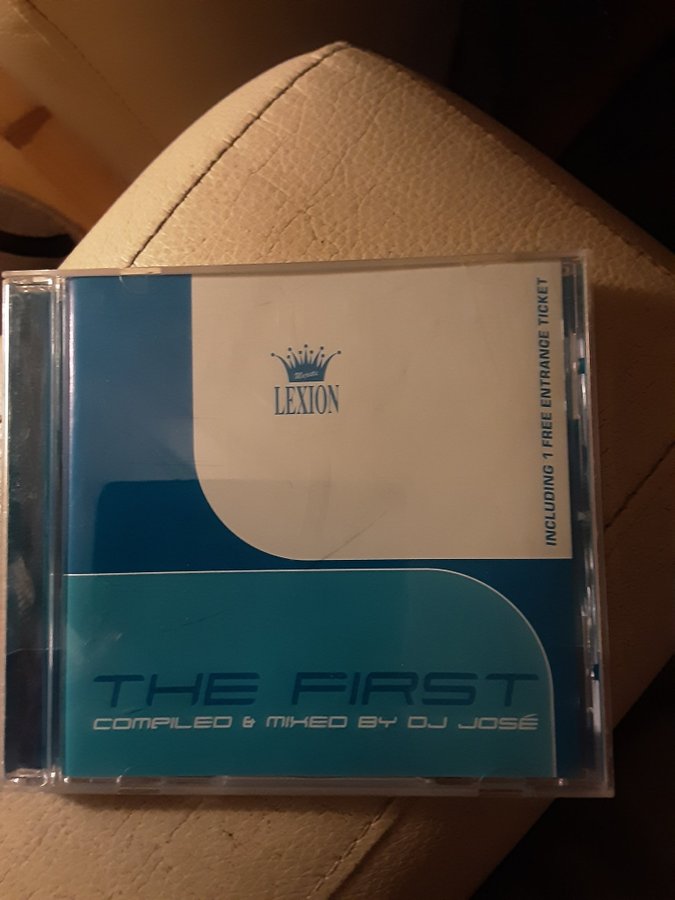 LEXION
INCLUDING 1 FREE ENTRANCE TICKET
THE FIRST
COMPILED & MIXED BY DJ JOSÉ